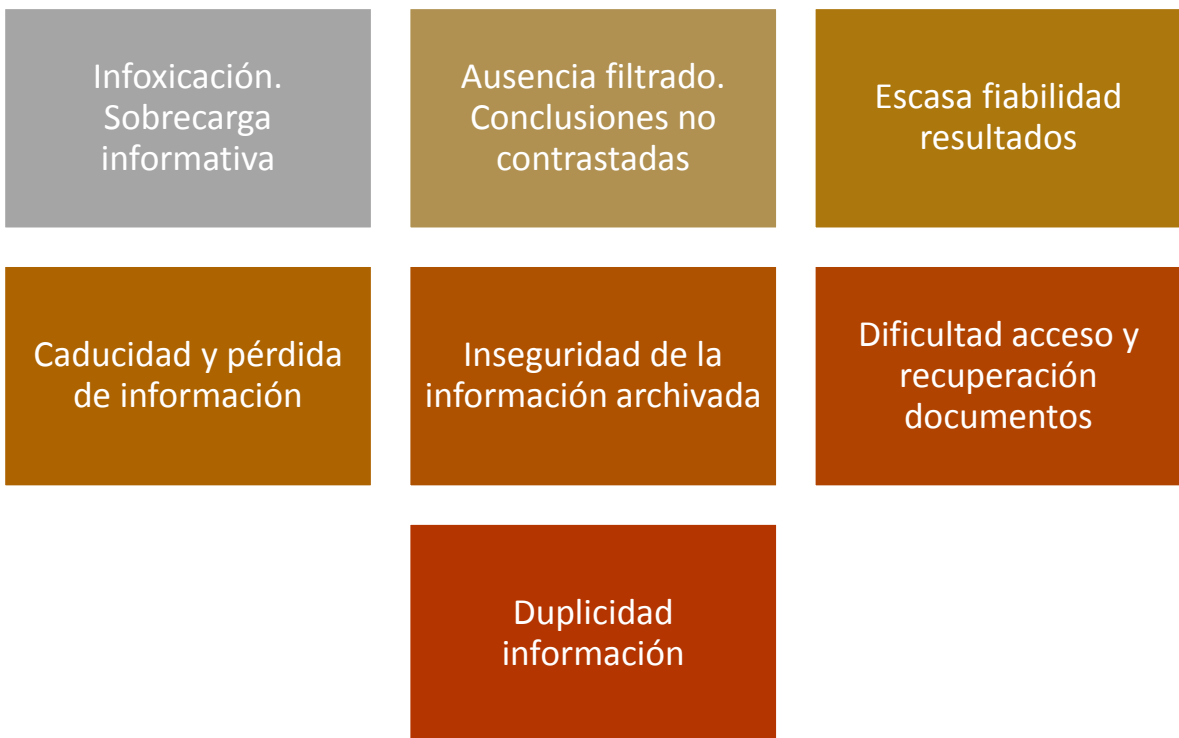 Infoxicación.
Sobrecarga
informativa
Ausencia filtrado.
Conclusiones no
contrastadas
Escasa fiabilidad
resultados
Caducidad y pérdida
de información
Inseguridad de la
información archivada
Dificultad acceso y
recuperación
documentos
Duplicidad
información